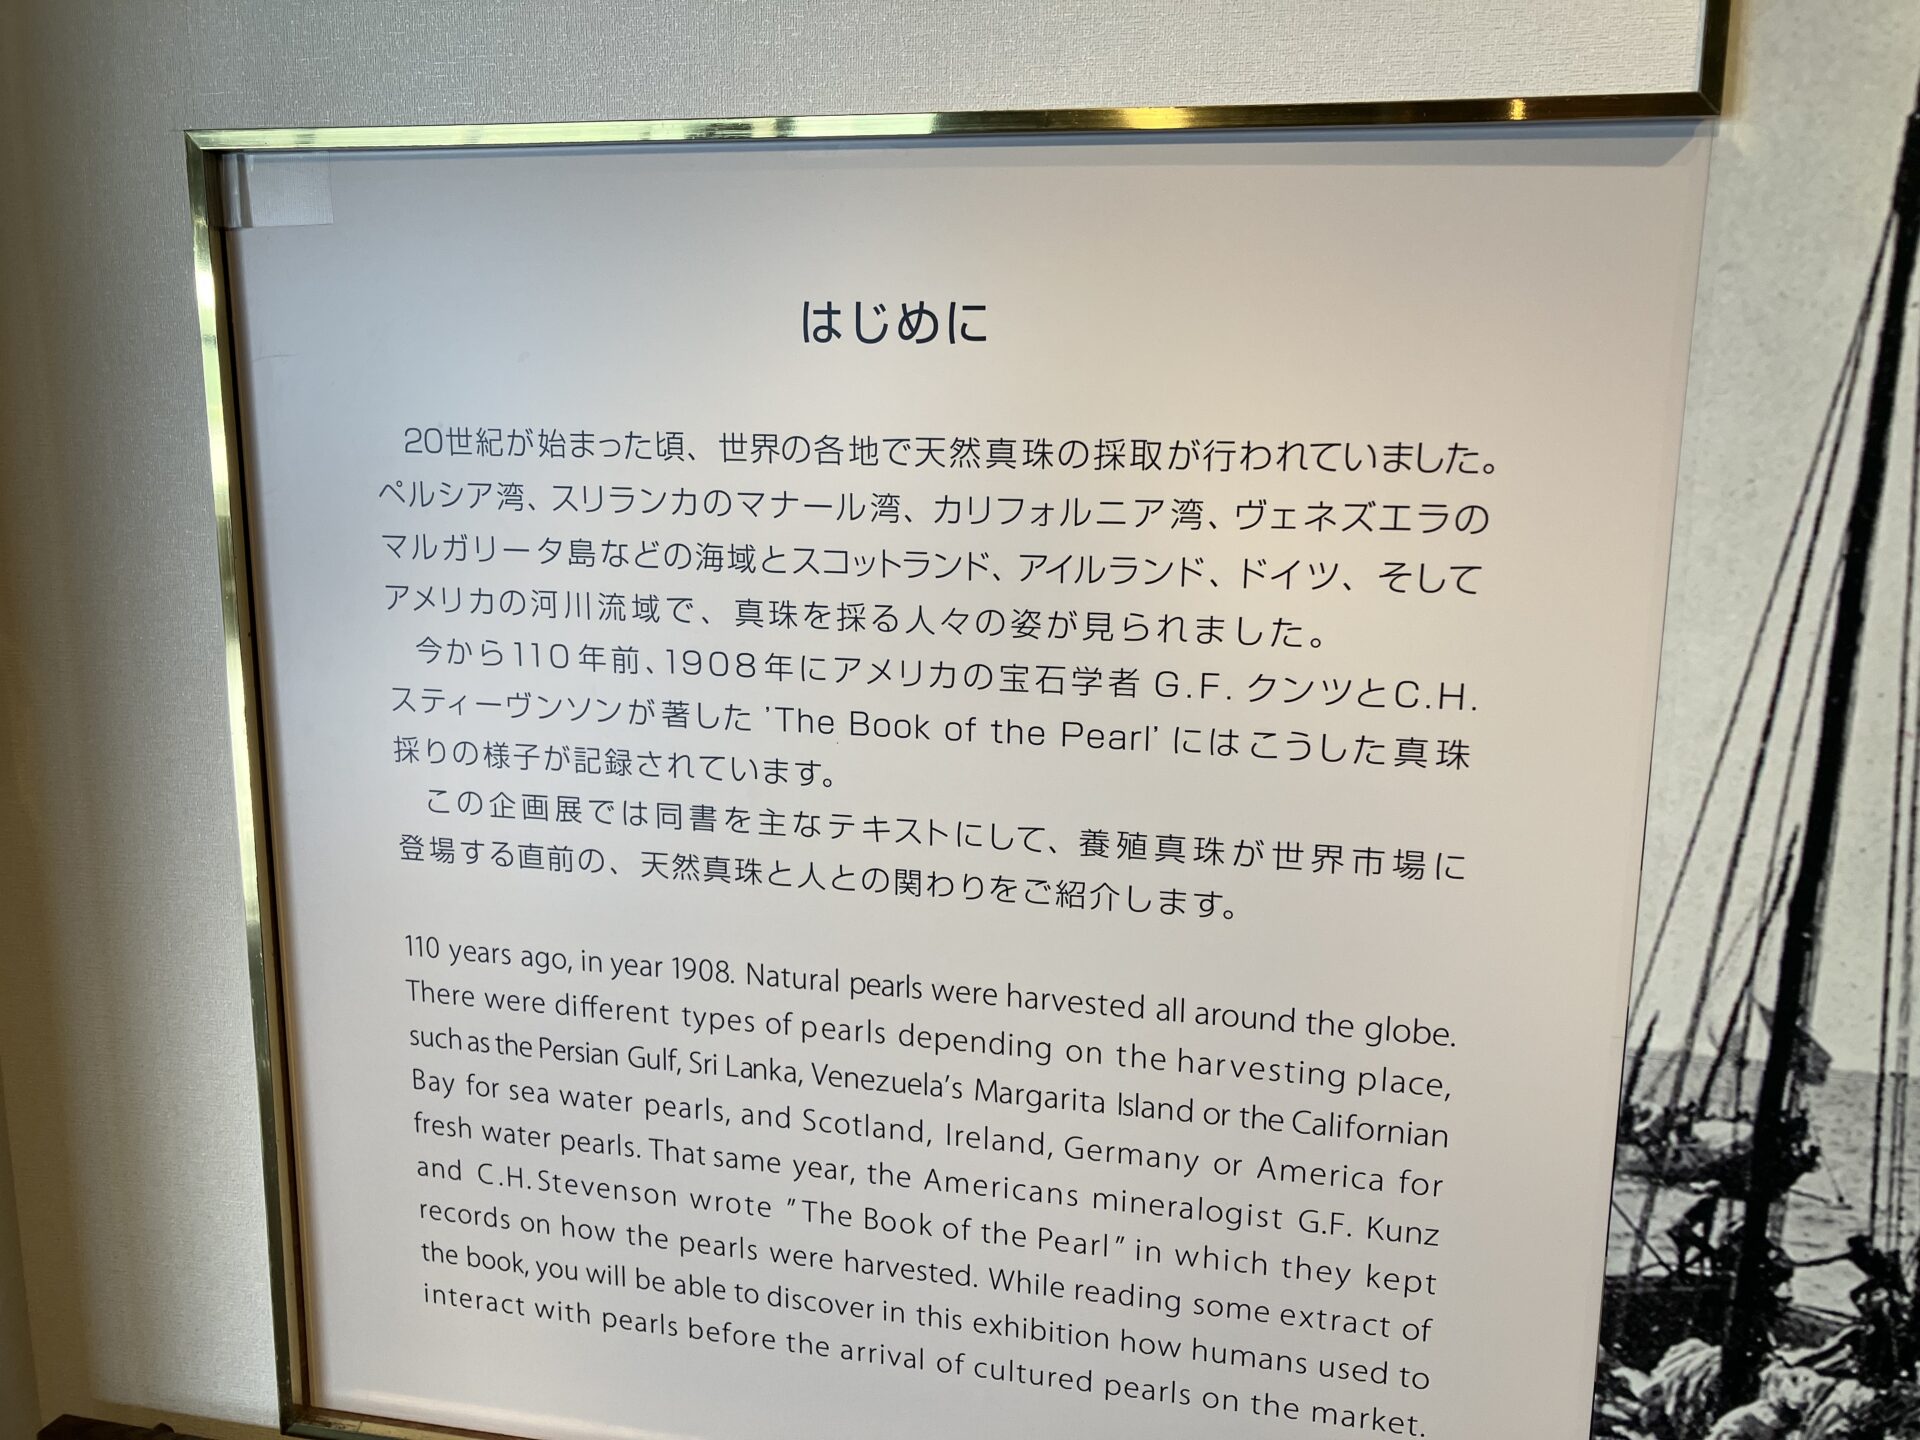 はじめに
20世紀が始まった頃、世界の各地で天然真珠の採取が行われていました。
ペルシア湾、スリランカのマナール湾、カリフォルニア湾、ヴェネズエラの
マルガリータ島などの海域とスコットランド、アイルランド、ドイツ、そして
アメリカの河川流域で、真珠を採る人々の姿が見られました。
今から110年前、1908年にアメリカの宝石学者 G.F. クンツとC.H.
スティーヴンソンが著した 'The Book of the Pearl' にはこうした真珠
採りの様子が記録されています。
この企画展では同書を主なテキストにして、養殖真珠が世界市場に
登場する直前の、天然真珠と人との関わりをご紹介します。
110 years ago, in year 1908. Natural pearls were harvested all around the globe.
There were different types of pearls depending on the harvesting place,
such as the Persian Gulf, Sri Lanka, Venezuela's Margarita Island or the Californian
Bay for sea water pearls, and Scotland, Ireland, Germany or America for
fresh water pearls. That same year, the Americans mineralogist G.F. Kunz
and C.H.Stevenson wrote "The Book of the Pearl" in which they kept
records on how the pearls were harvested. While reading some extract of
the book, you will be able to discover in this exhibition how humans used to
interact with pearls before the arrival of cultured pearls on the market.